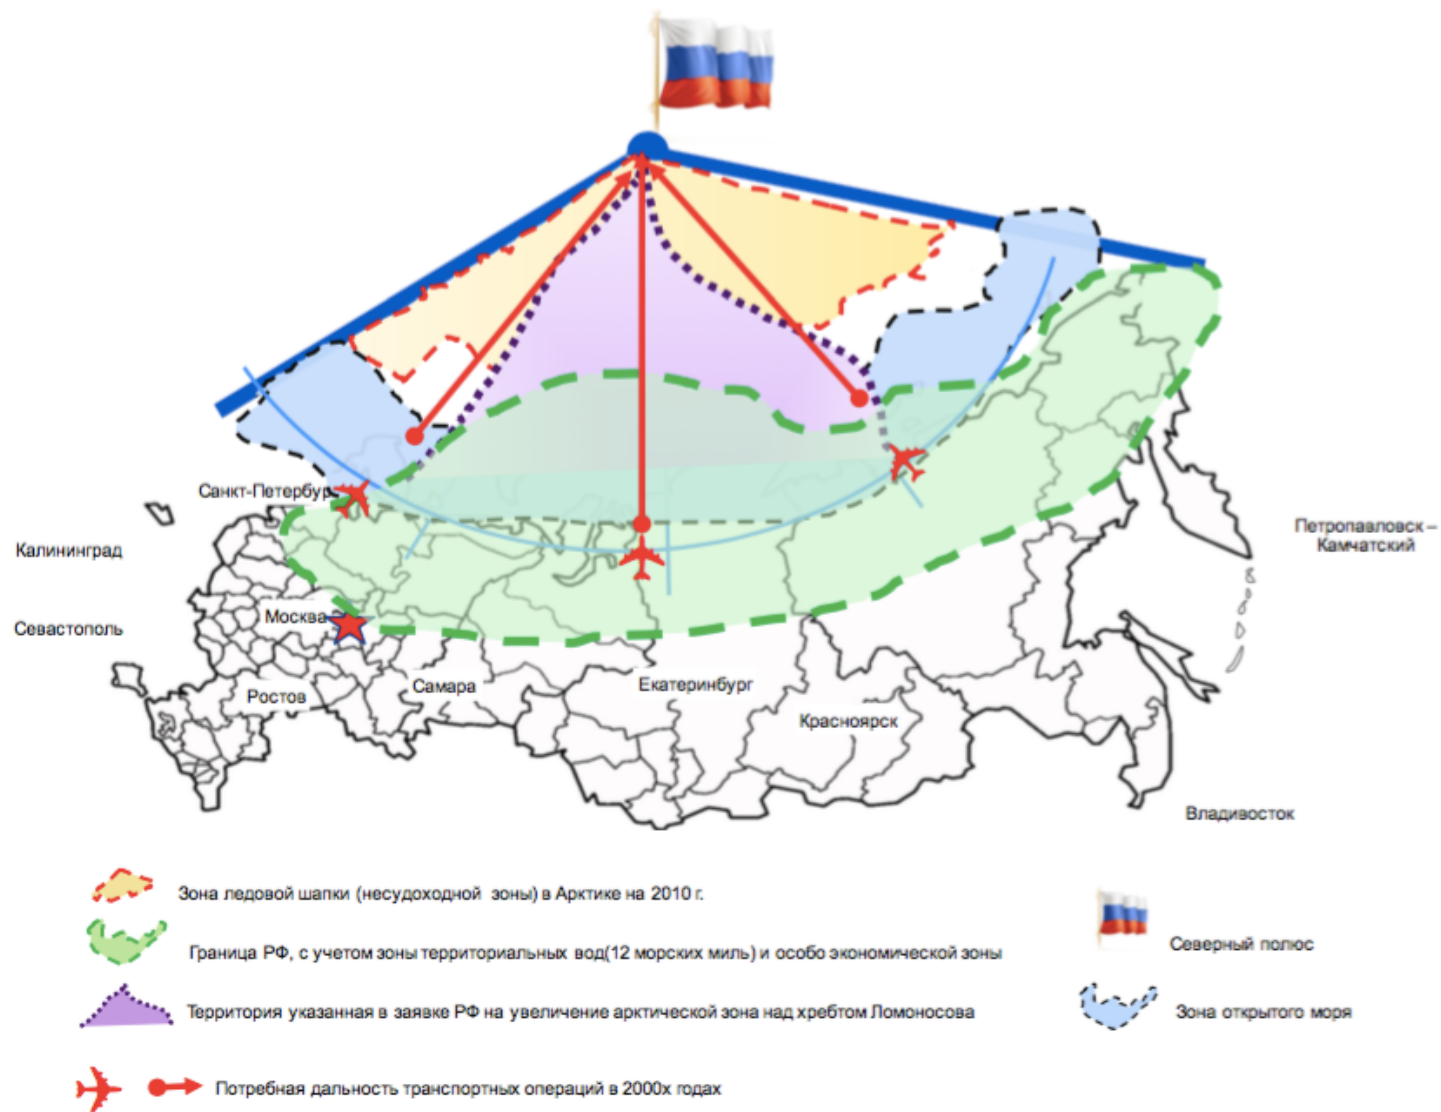 Санкт-Петербур
Калининград
Петропавловск –
Камчатский
Москва
Севастополь
Самара
Екатеринбург
Ростов
Красноярск
Владивосток
Зона ледовой шапки (несудоходной зоны) в Арктике на 2010 г.
Северный полюс
Граница РФ, с учетом зоны территориальных вод(12 морских миль) и особо экономической зоны
Территория указанная в заявке РФ на увеличение арктической зона над хребтом Ломоносова
Зона открытого моря
Потребная дальность транспортных операций в 2000х годах